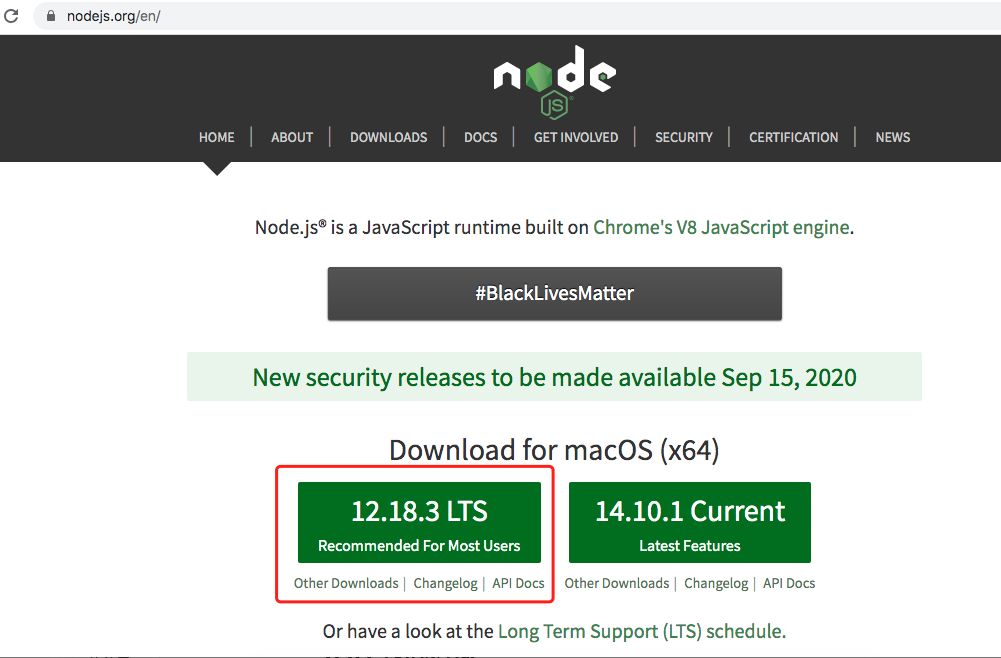 nodejs.org/en/
node
JS
HOME | ABOUT | DOWNLOADS | DOCS | GET INVOLVED | SECURITY | CERTIFICATION | NEWS
Node.js® is a JavaScript runtime built on Chrome's V8 JavaScript engine.
#BlackLivesMatter
New security releases to be made available Sep 15, 2020
Download for macOS (x64)
12.18.3 LTS
Recommended For Most Users
14.10.1 Current
Latest Features
Other Downloads | Changelog | API Docs
Other Downloads | Changelog | API Docs
Or have a look at the Long Term Support (LTS) schedule.